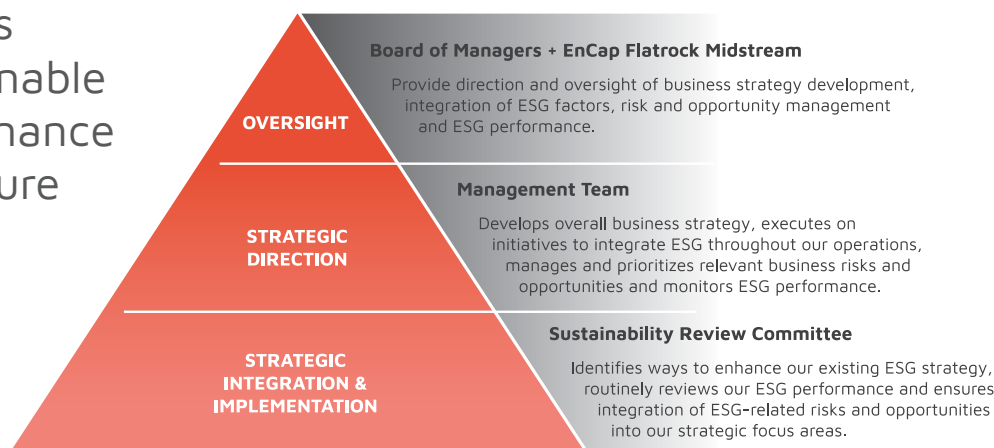 s
nable
nance
ure
OVERSIGHT
Board of Managers + EnCap Flatrock Midstream
Provide direction and oversight of business strategy development,
integration of ESG factors, risk and opportunity management
and ESG performance.
STRATEGIC
DIRECTION
Management Team
Develops overall business strategy, executes on
initiatives to integrate ESG throughout our operations,
manages and prioritizes relevant business risks and
opportunities and monitors ESG performance.
STRATEGIC
INTEGRATION &
IMPLEMENTATION
Sustainability Review Committee
Identifies ways to enhance our existing ESG strategy,
routinely reviews our ESG performance and ensures
integration of ESG-related risks and opportunities
into our strategic focus areas.